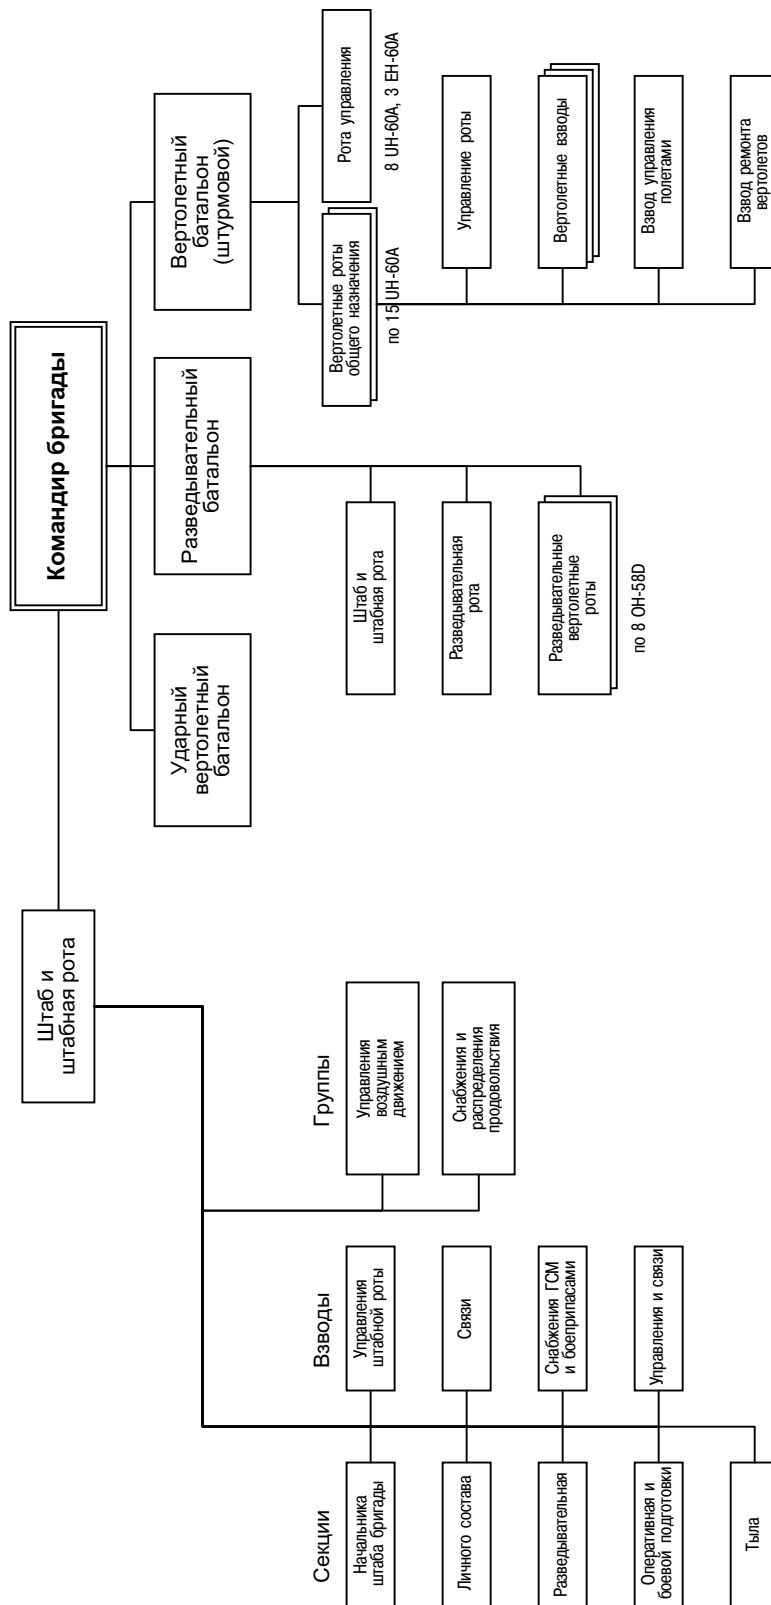 Командир бригады
Штаб и
штабная рота
Ударный
вертолетный
батальон
Разведывательный
батальон
Вертолетный
батальон
(штурмовой)
Секции
Взводы
Группы
Начальника
штаба бригады
Личного состава
Разведывательная
Оперативная и
боевой подготовки
Тыла
Управления
штабной роты
Связи
Снабжения ГСМ
и боеприпасами
Управления и связи
Управления
воздушным
движением
Снабжения и
распределения
продовольствия
Штаб и
штабная рота
Разведывательная
рота
Разведывательные
вертолетные
роты
по 8 OH-58D
Вертолетные роты
общего назначения
по 15 UH-60A
Рота управления
8 UH-60A, 3 EH-60A
Управление роты
Вертолетные взводы
Взвод управления
полетами
Взвод ремонта
вертолетов